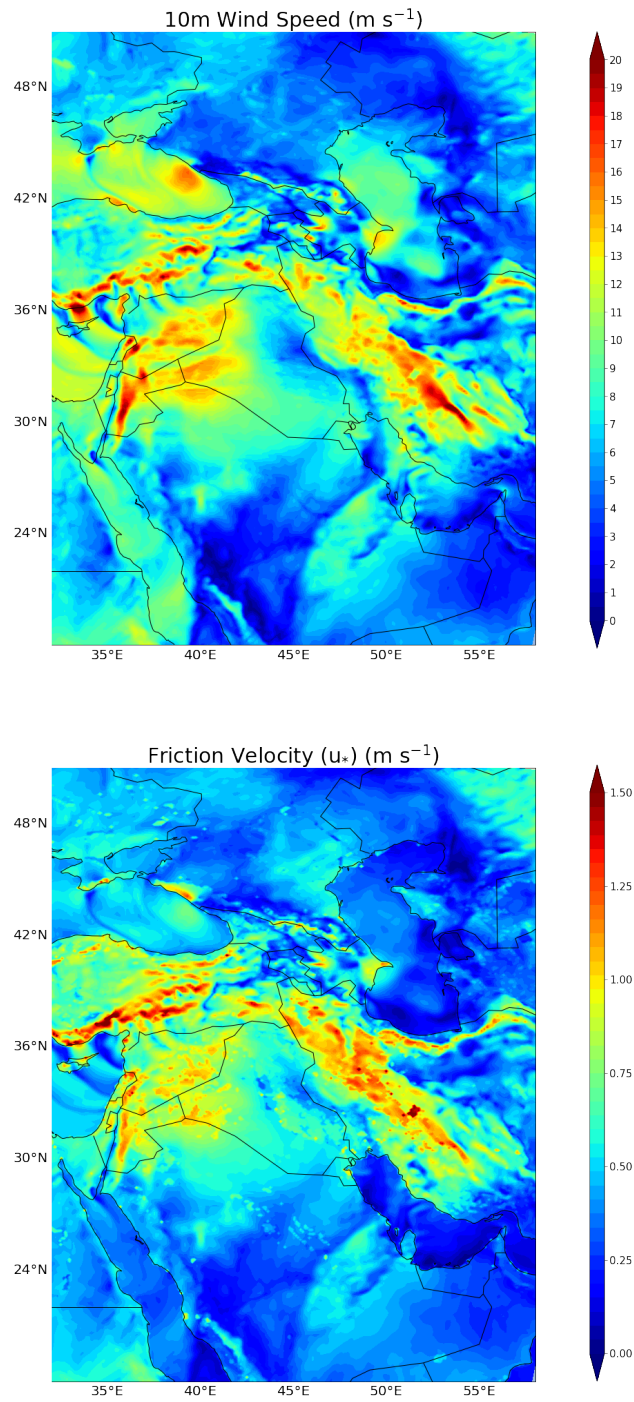 10m Wind Speed (m s⁻¹)
48°N
42°N
36°N
30°N
24°N
35°E 40°E 45°E 50°E 55°E
20
19
18
17
16
15
14
13
12
11
10
9
8
7
6
5
4
3
2
1
0
Friction Velocity (u*) (m s⁻¹)
48°N
42°N
36°N
30°N
24°N
35°E 40°E 45°E 50°E 55°E
1.50
1.25
1.00
0.75
0.50
0.25
0.00